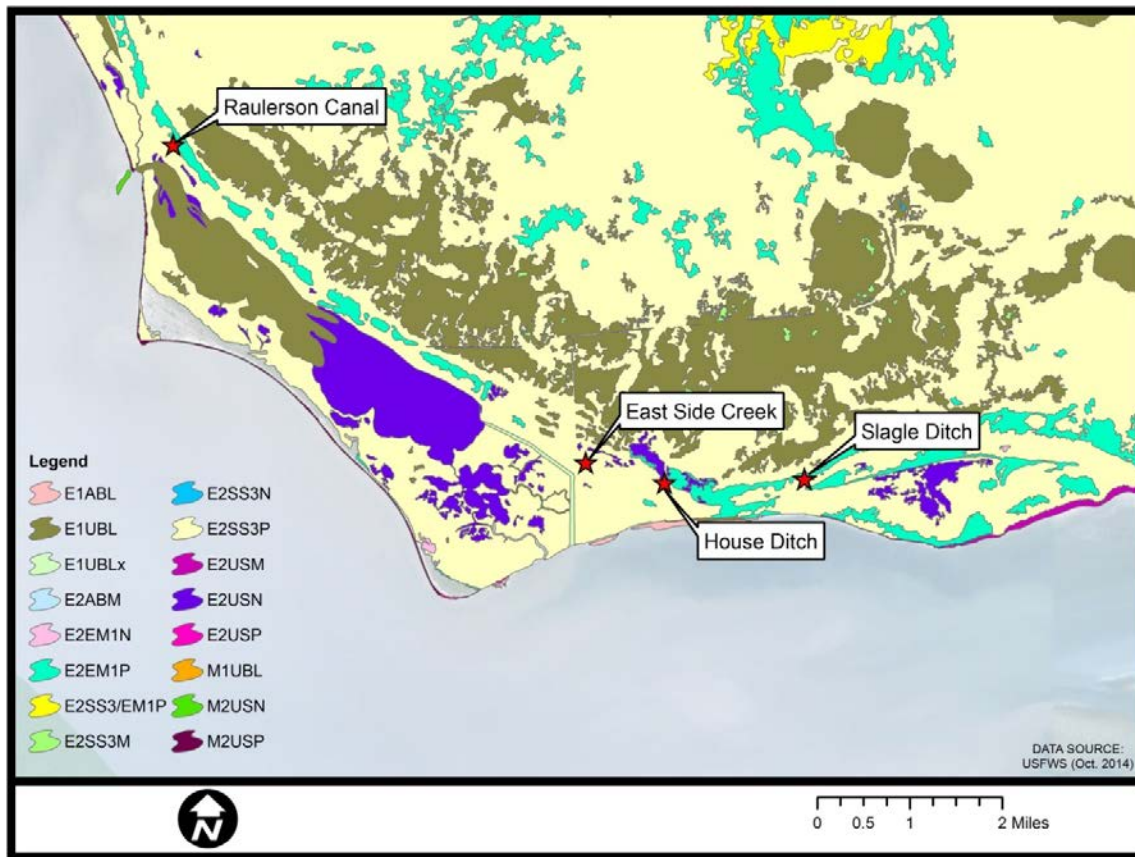 Raulerson Canal
East Side Creek
Slagle Ditch
House Ditch
Legend
E1ABL
E1UBL
E1UBLx
E2ABM
E2EM1N
E2EM1P
E2SS3/EM1P
E2SS3M
E2SS3N
E2SS3P
E2USM
E2USN
E2USP
M1UBL
M2USN
M2USP
DATA SOURCE:
USFWS (Oct. 2014)
N
0 0.5 1 2 Miles